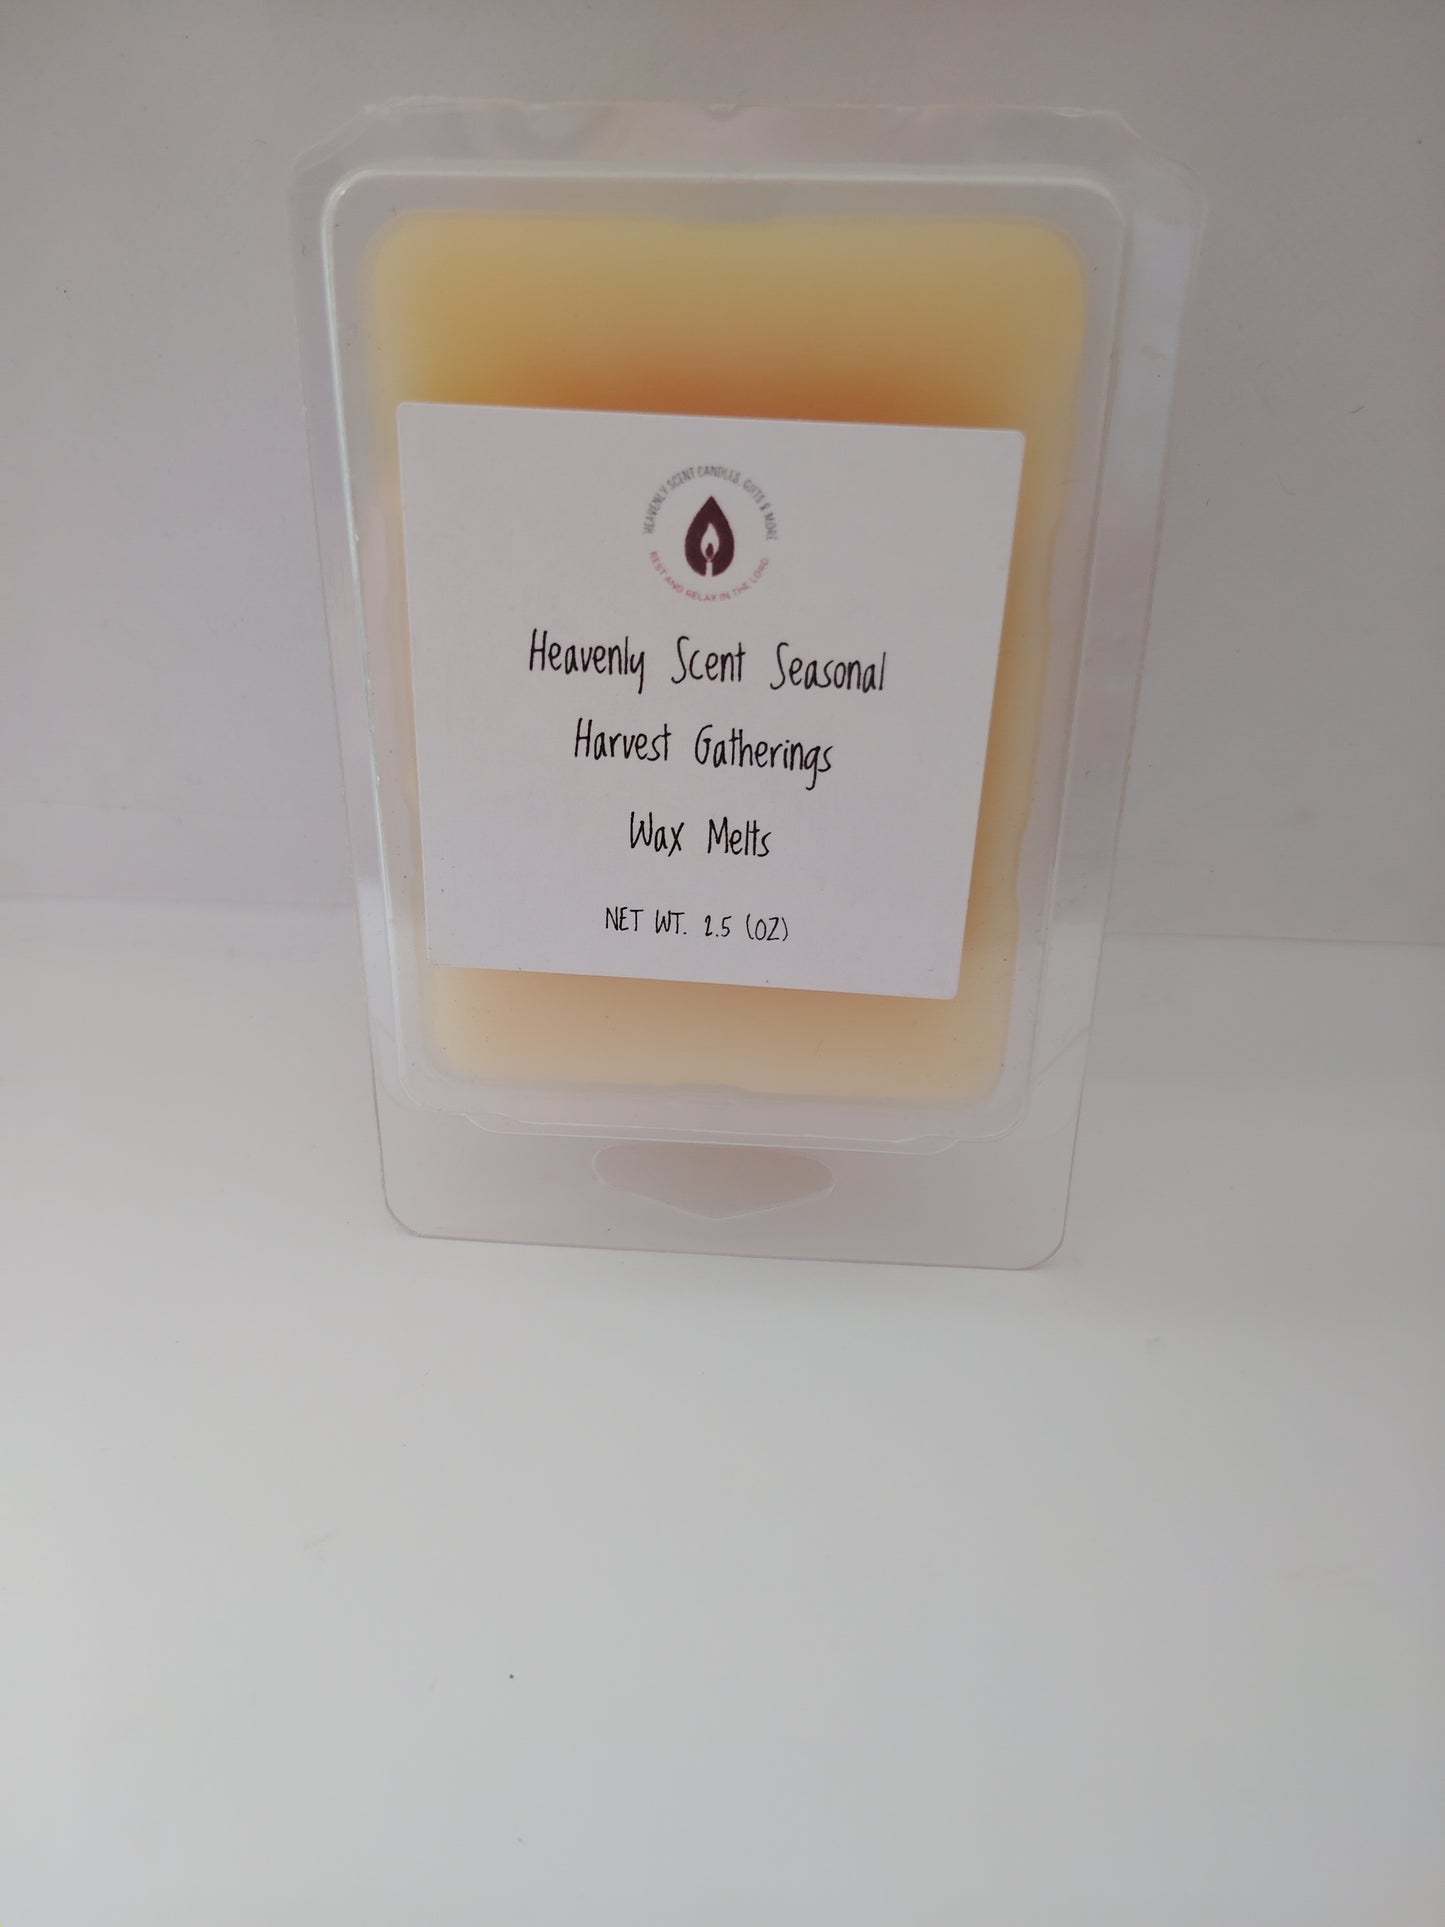 HEAVENLY SCENT CANDLES, GIFTS & MORE
REST AND RELAX IN THE LORD
Heavenly Scent Seasonal
Harvest Gatherings
Wax Melts
NET WT. 2.5 (OZ)